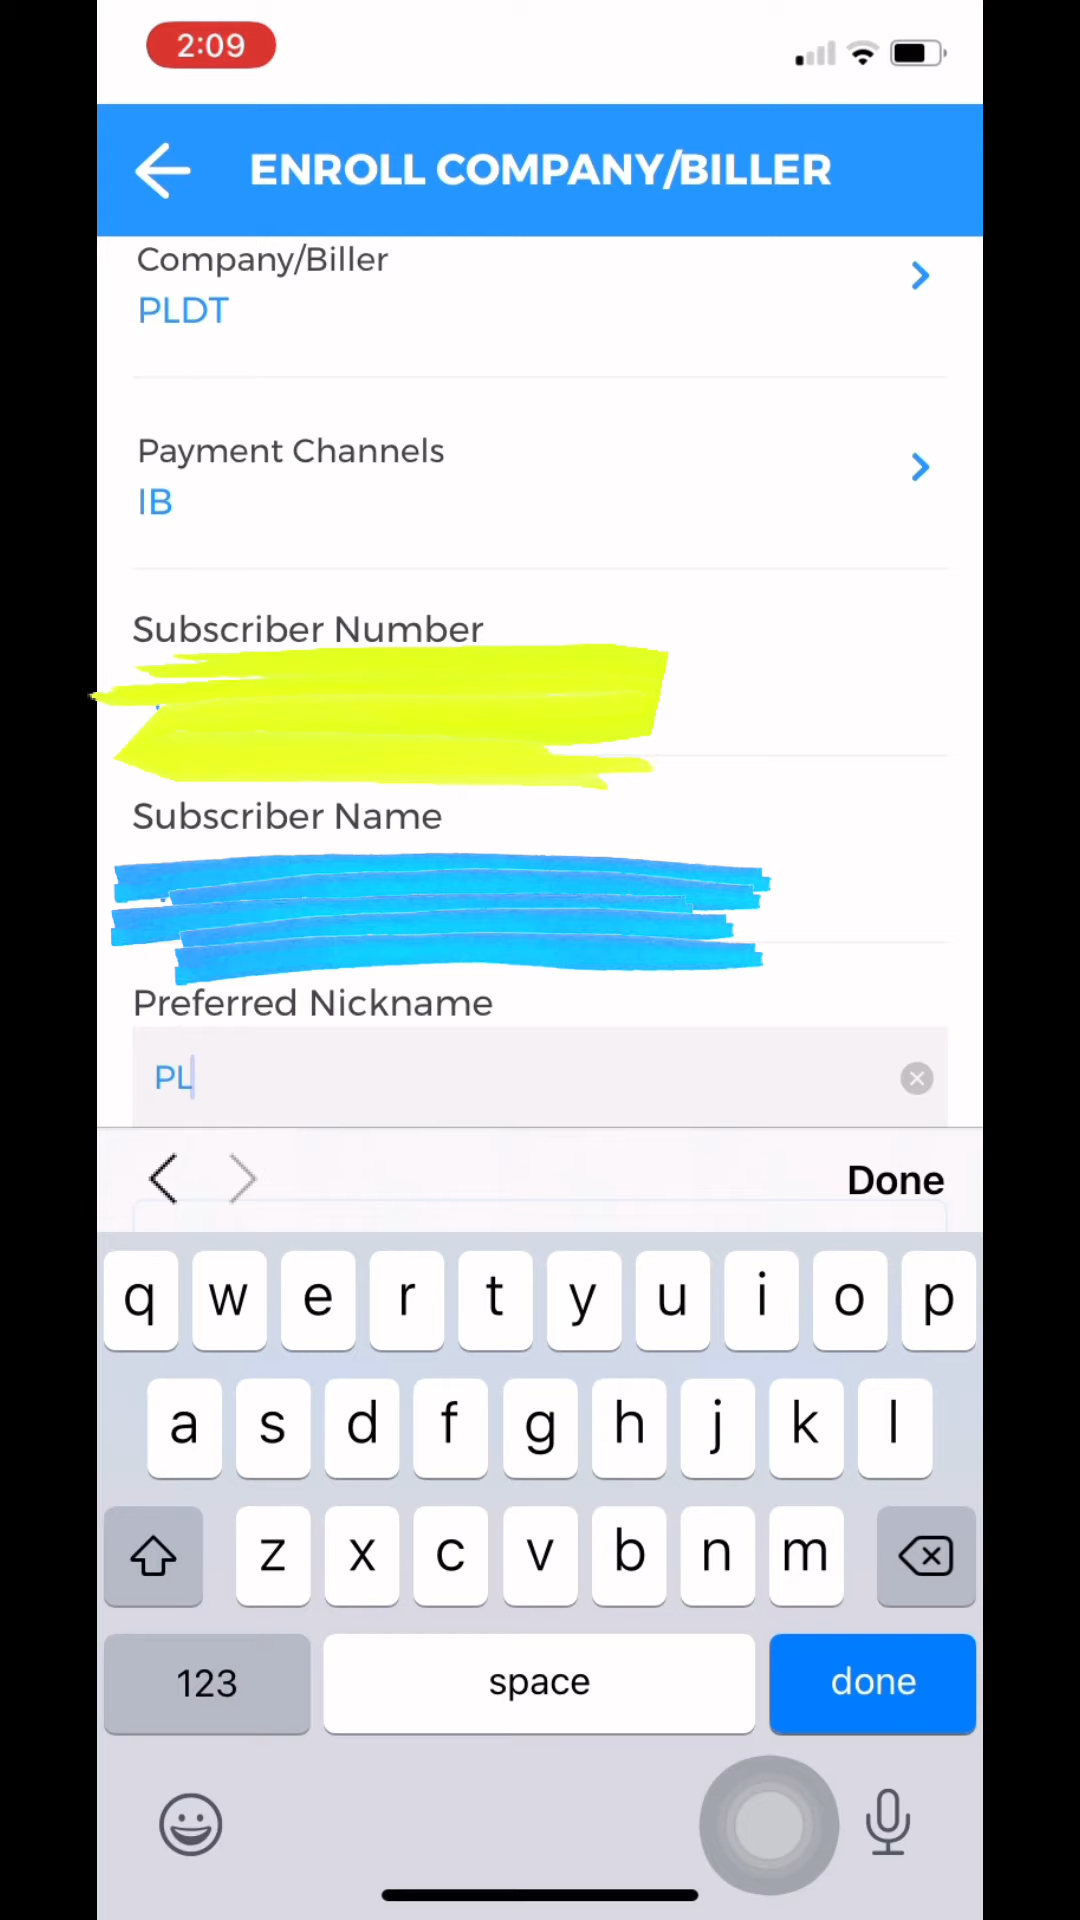 2:09
ENROLL COMPANY/BILLER
Company/Biller
PLDT
Payment Channels
IB
Subscriber Number
Subscriber Name
Preferred Nickname
PL
Done
q w e r t y u i o p
a s d f g h j k l
z x c v b n m
123 space done